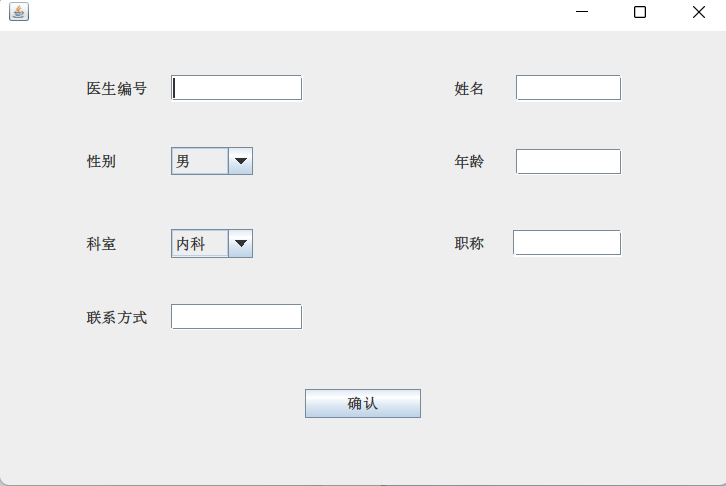 医生编号 姓名
性别 男 年龄
科室 内科 职称
联系方式
确认